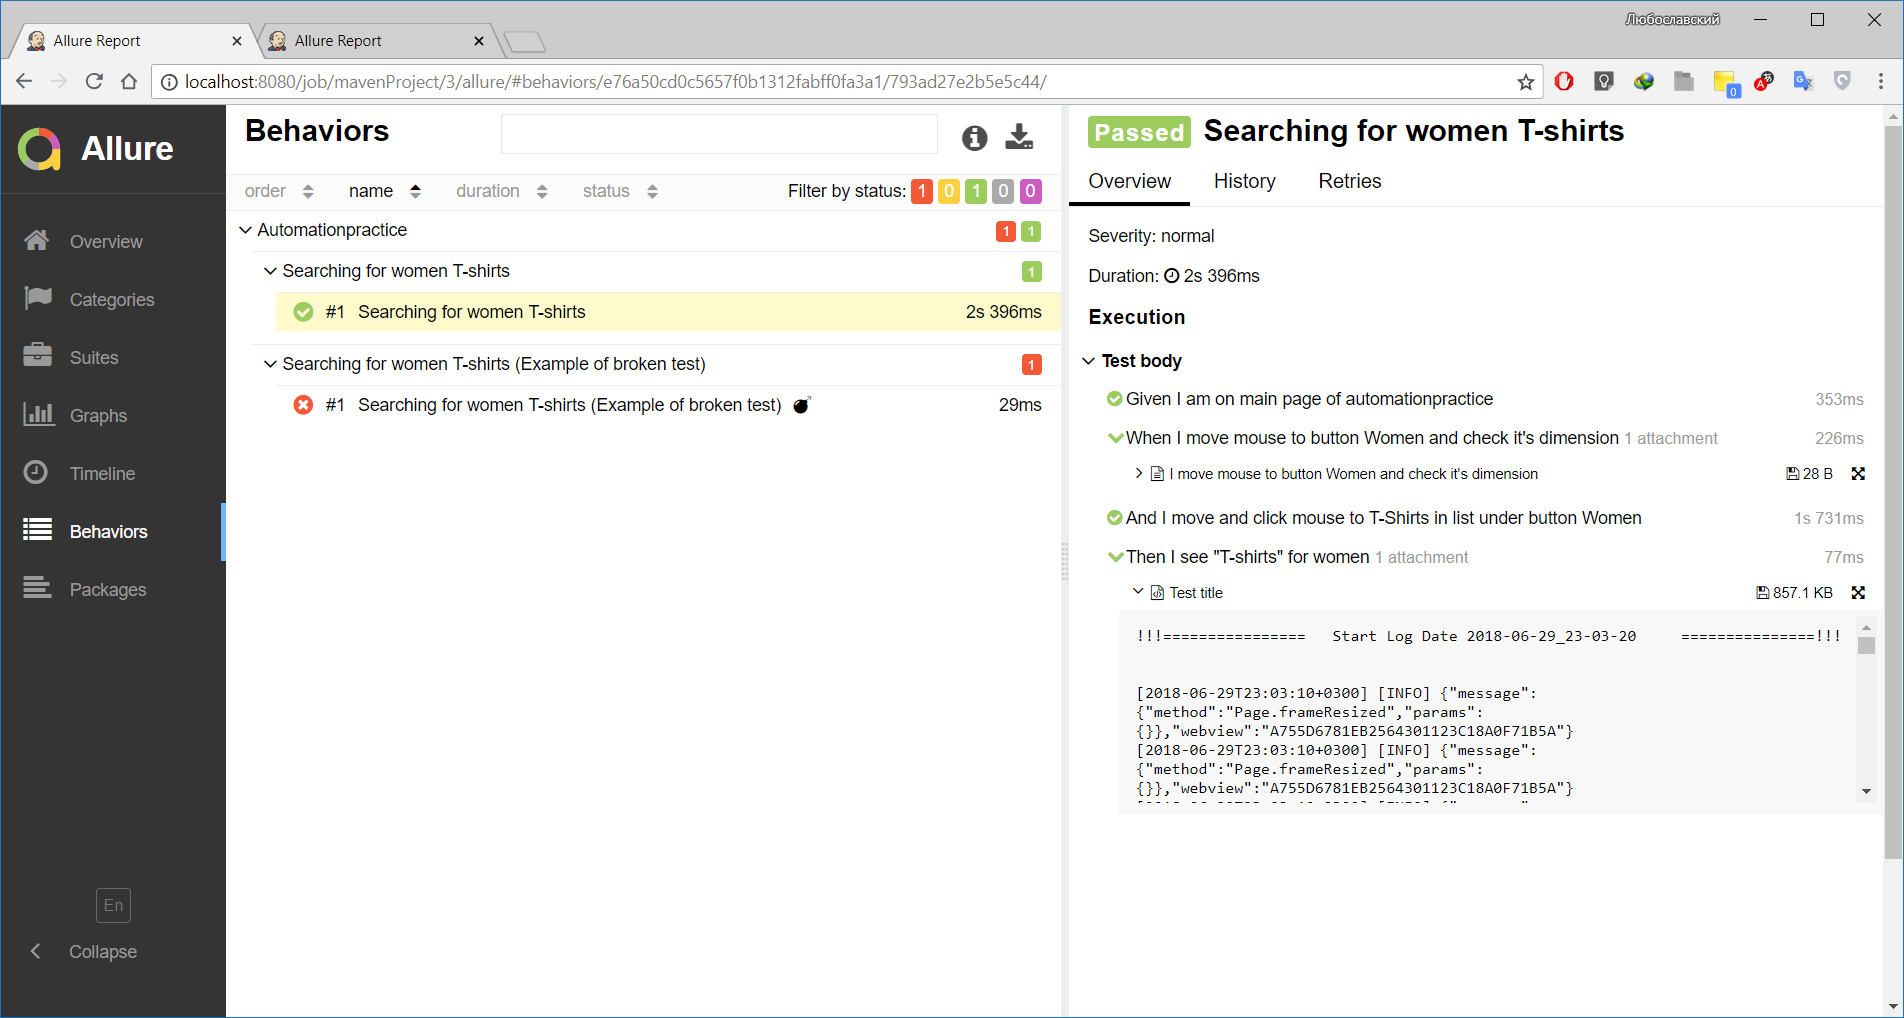 Allure Report
Allure Report
Любославский
localhost:8080/job/mavenProject/3/allure/#behaviors/e76a50cd0c5657f0b1312fabff0fa3a1/793ad27e2b5e5c44/
0
Allure
Overview
Categories
Suites
Graphs
Timeline
Behaviors
Packages
En
Collapse
Behaviors
order name duration status Filter by status: 1 0 1 0 0
Automationpractice 1 1
Searching for women T-shirts 1
#1 Searching for women T-shirts 2s 396ms
Searching for women T-shirts (Example of broken test) 1
#1 Searching for women T-shirts (Example of broken test) 29ms
Passed Searching for women T-shirts
Overview History Retries
Severity: normal
Duration: 2s 396ms
Execution
Test body
Given I am on main page of automationpractice 353ms
When I move mouse to button Women and check it's dimension 1 attachment 226ms
I move mouse to button Women and check it's dimension 28 B
And I move and click mouse to T-Shirts in list under button Women 1s 731ms
Then I see "T-shirts" for women 1 attachment 77ms
Test title 857.1 KB
!!!================ Start Log Date 2018-06-29_23-03-20 ===============!!!
[2018-06-29T23:03:10+0300] [INFO] {"message":
{"method":"Page.frameResized","params":
{}},"webview":"A755D6781EB2564301123C18A0F71B5A"}
[2018-06-29T23:03:10+0300] [INFO] {"message":
{"method":"Page.frameResized","params":
{}},"webview":"A755D6781EB2564301123C18A0F71B5A"}